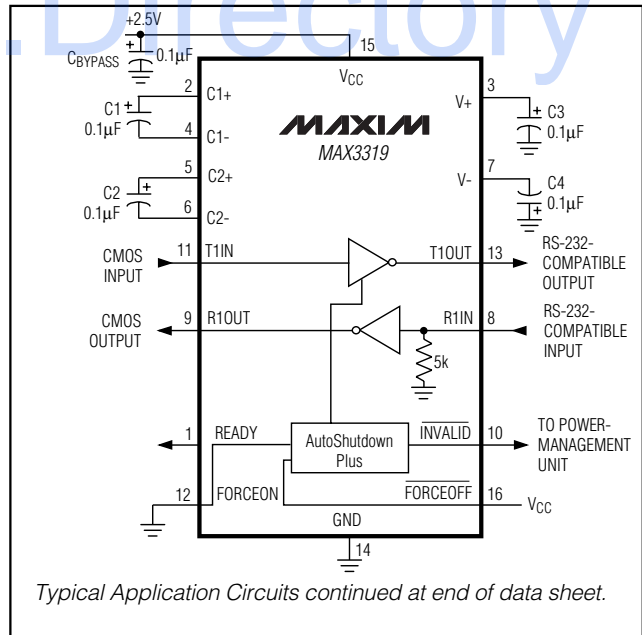 .Directory
+2.5V
CBYPASS
+
0.1µF
15
VCC
2
C1+
C1
+
0.1µF
4
C1-
5
C2+
C2
+
0.1µF
6
C2-
MAXIM
MAX3319
3
V+
+
C3
0.1µF
7
V-
C4
0.1µF
+
CMOS
INPUT
11
T1IN
T1OUT
13
RS-232-
COMPATIBLE
OUTPUT
CMOS
OUTPUT
9
R1OUT
R1IN
8
RS-232-
COMPATIBLE
INPUT
5k
1
READY
AutoShutdown
Plus
INVALID
10
TO POWER-
MANAGEMENT
UNIT
12
FORCEON
FORCEOFF
16
VCC
GND
14
Typical Application Circuits continued at end of data sheet.